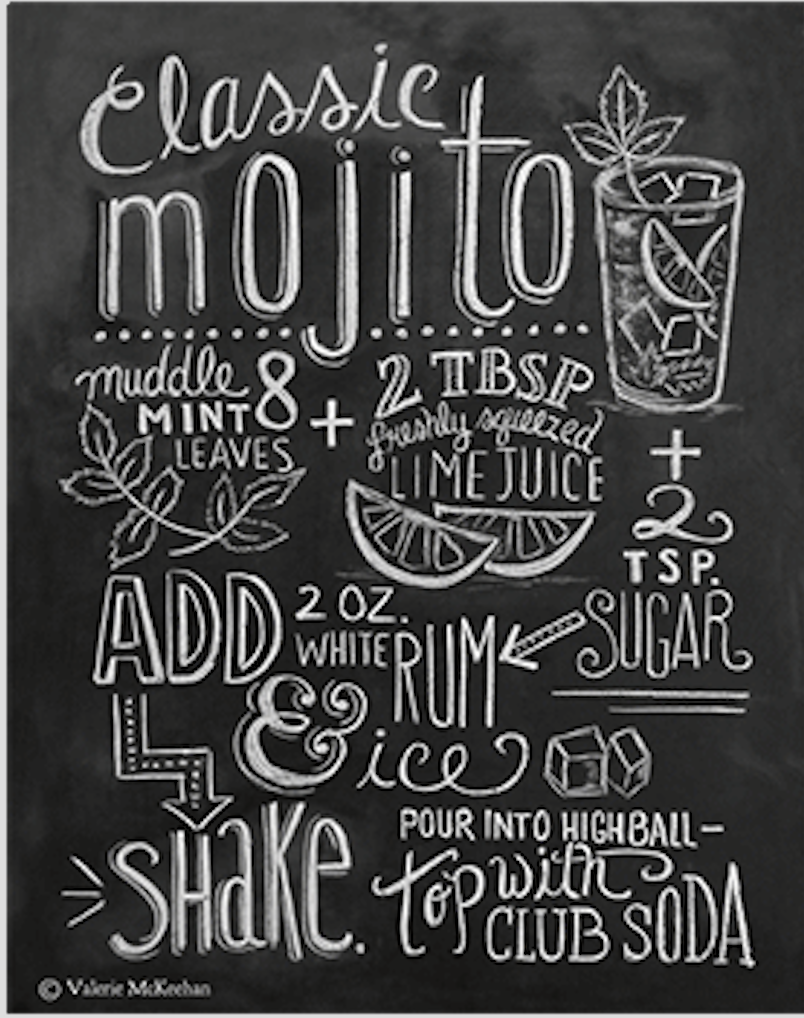 Classic
mojito
muddle 8
MINT
LEAVES
+
2 TBSP
freshly squeezed
LIME JUICE
+
2
TSP.
SUGAR
ADD 2 OZ.
WHITE RUM
& ice
SHaKe.
POUR INTO HIGHBALL-
top with
CLUB SODA
© Valerie McKeehan